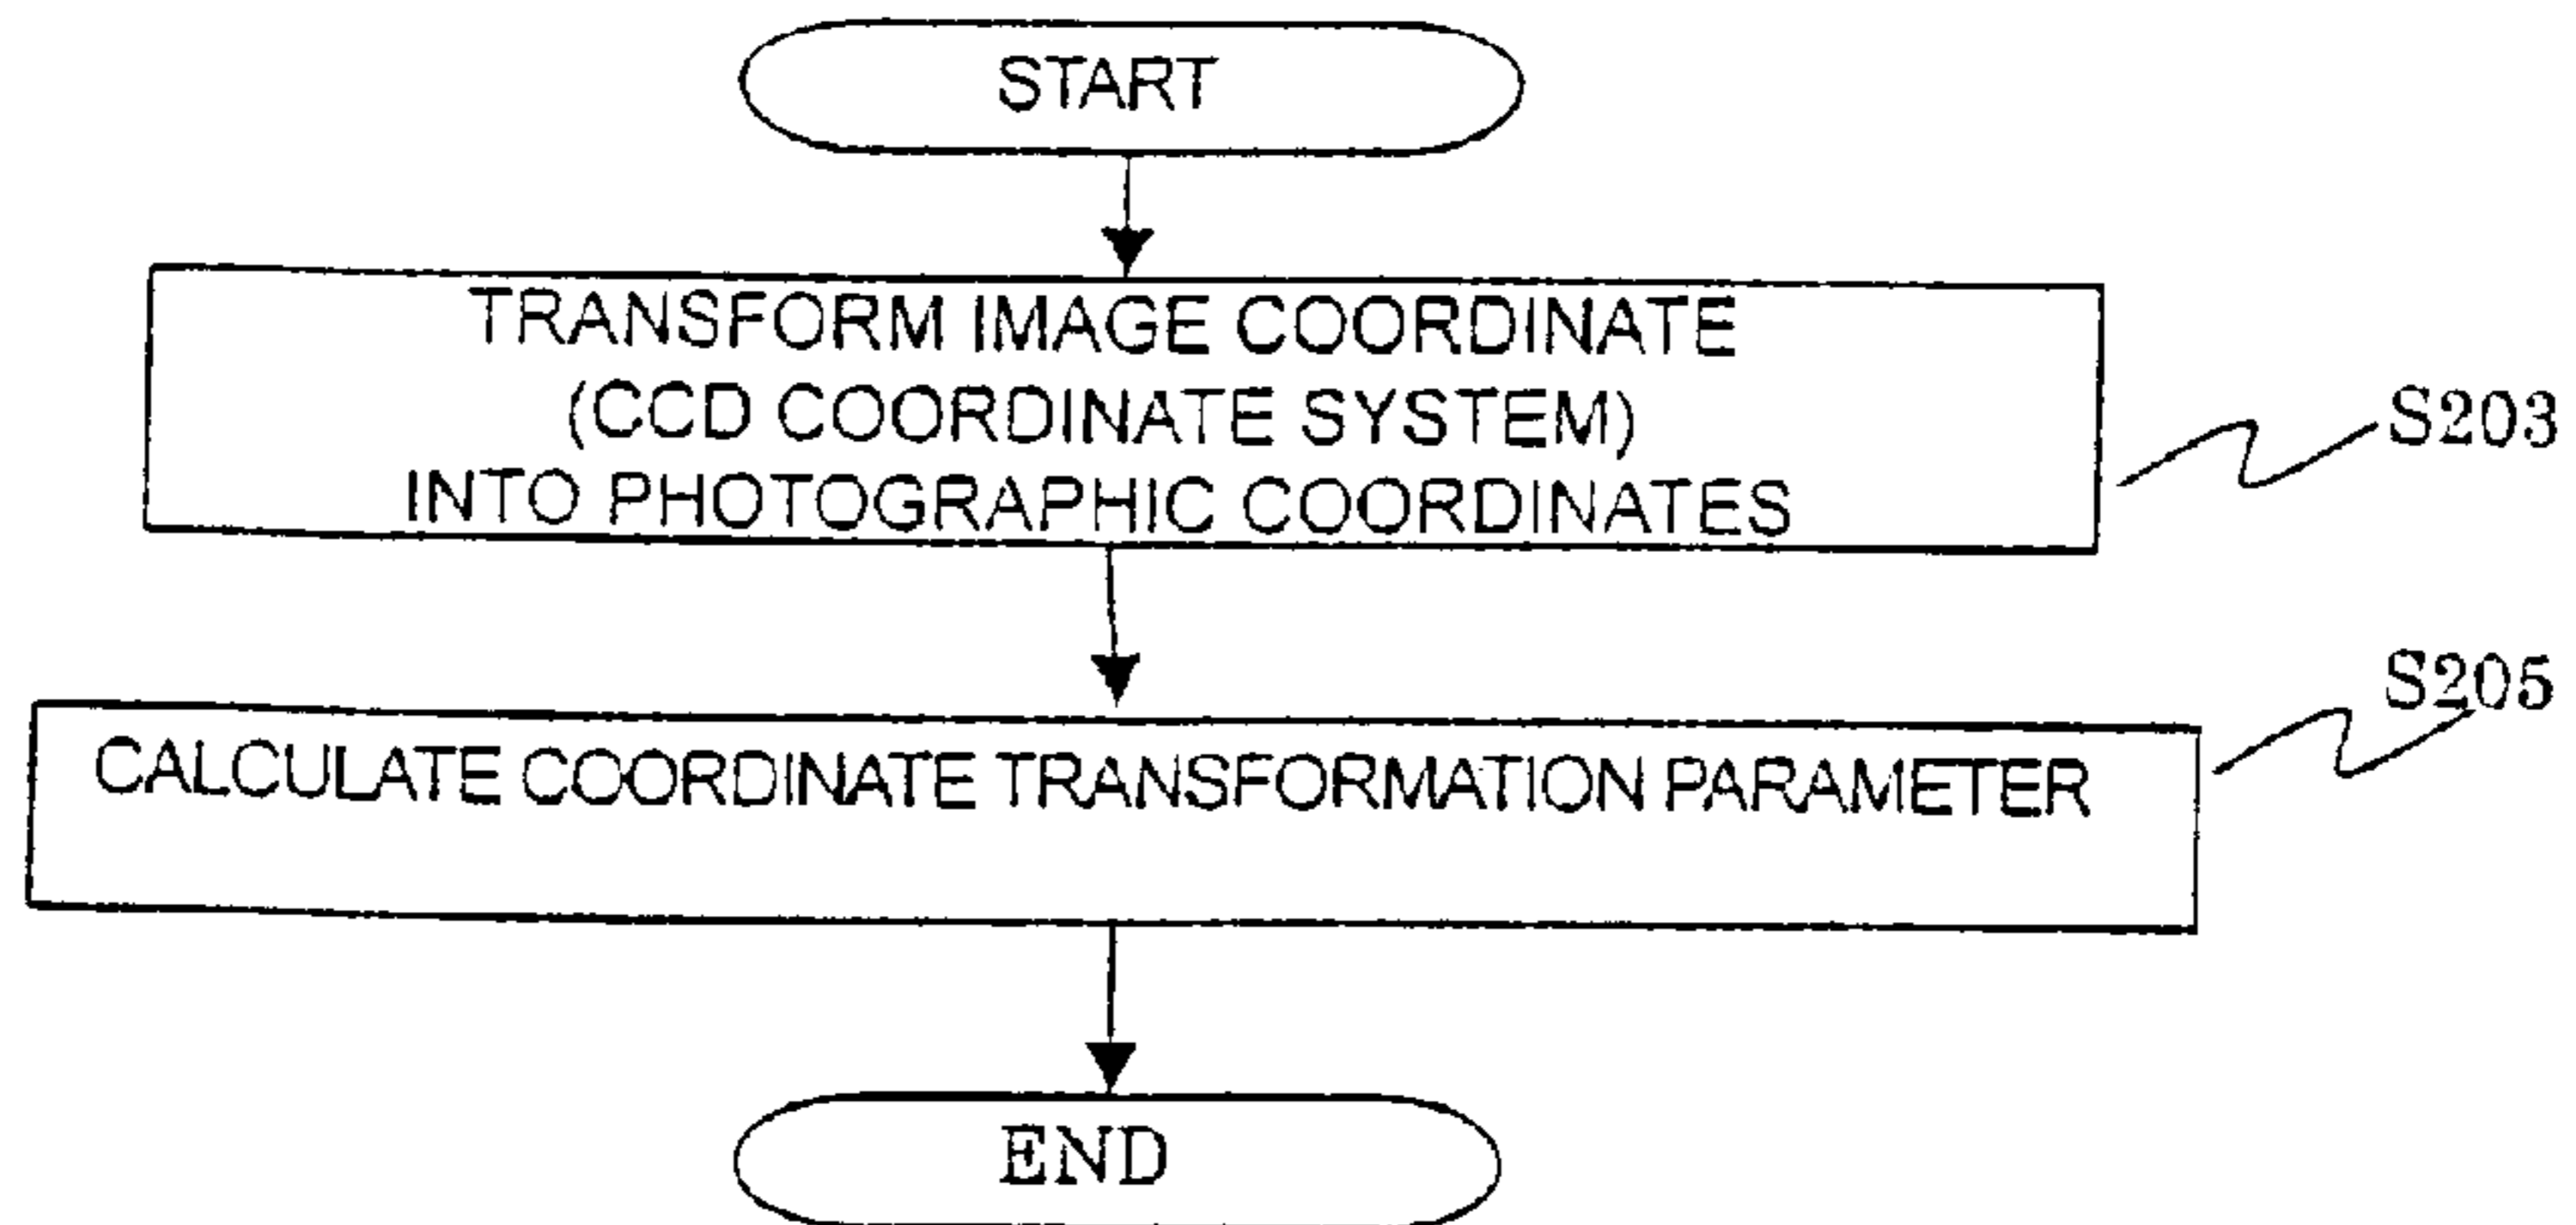 START
TRANSFORM IMAGE COORDINATE
(CCD COORDINATE SYSTEM)
INTO PHOTOGRAPHIC COORDINATES
S203
S205
CALCULATE COORDINATE TRANSFORMATION PARAMETER
END